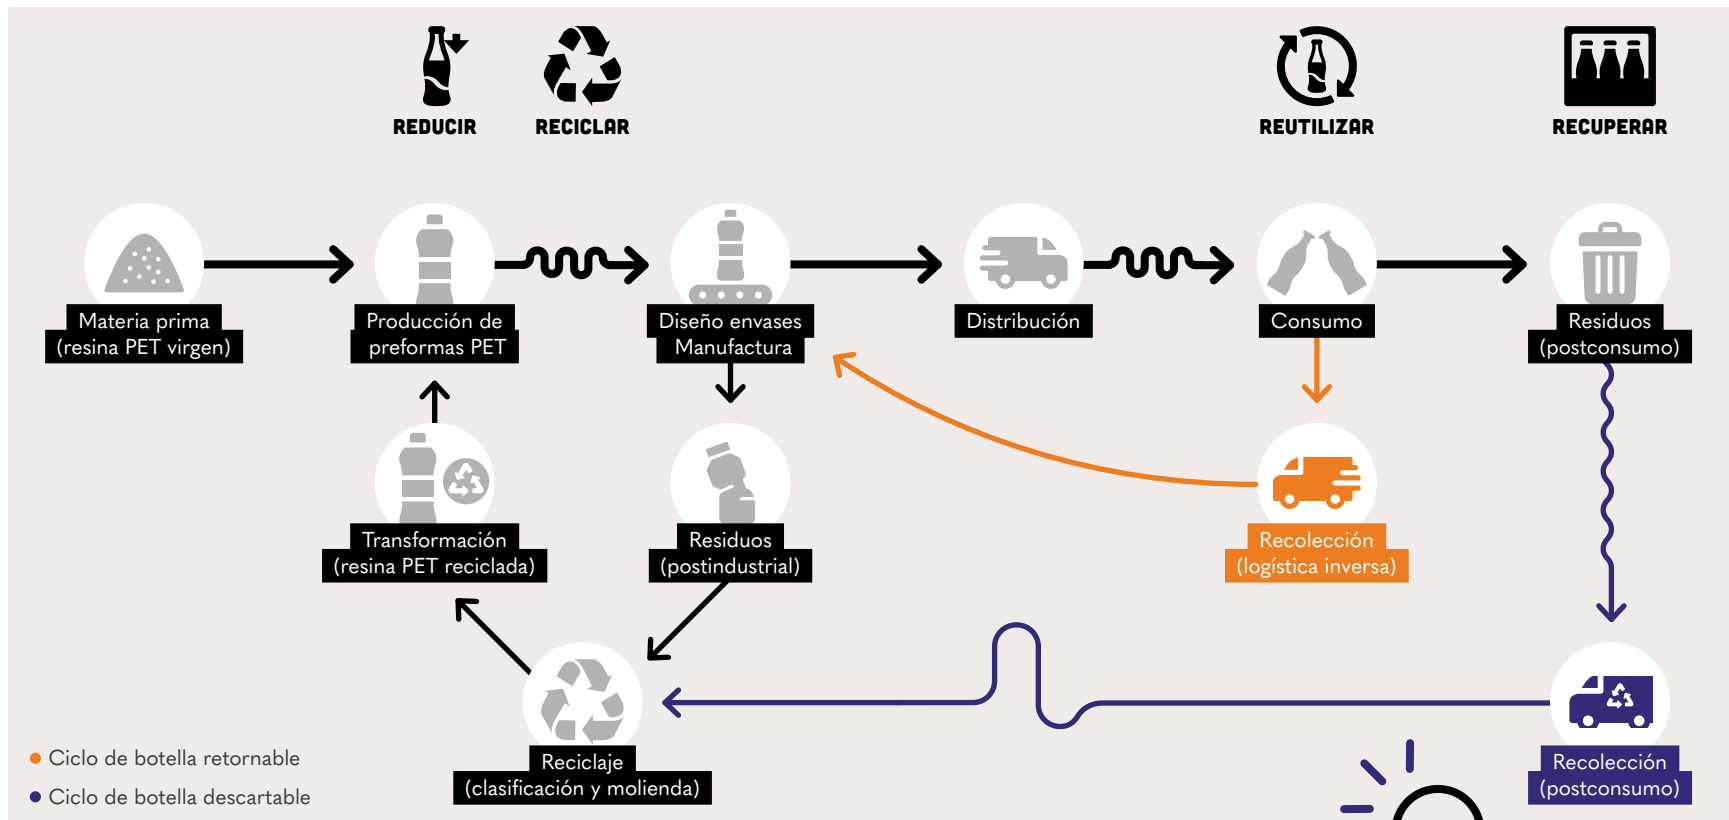 REDUCIR
RECICLAR
REUTILIZAR
RECUPERAR
Materia prima
(resina PET virgen)
Producción de
preformas PET
Diseño envases
Manufactura
Distribución
Consumo
Residuos
(postconsumo)
Transformación
(resina PET reciclada)
Residuos
(postindustrial)
Recolección
(logística inversa)
Reciclaje
(clasificación y molienda)
Recolección
(postconsumo)
Ciclo de botella retornable
Ciclo de botella descartable